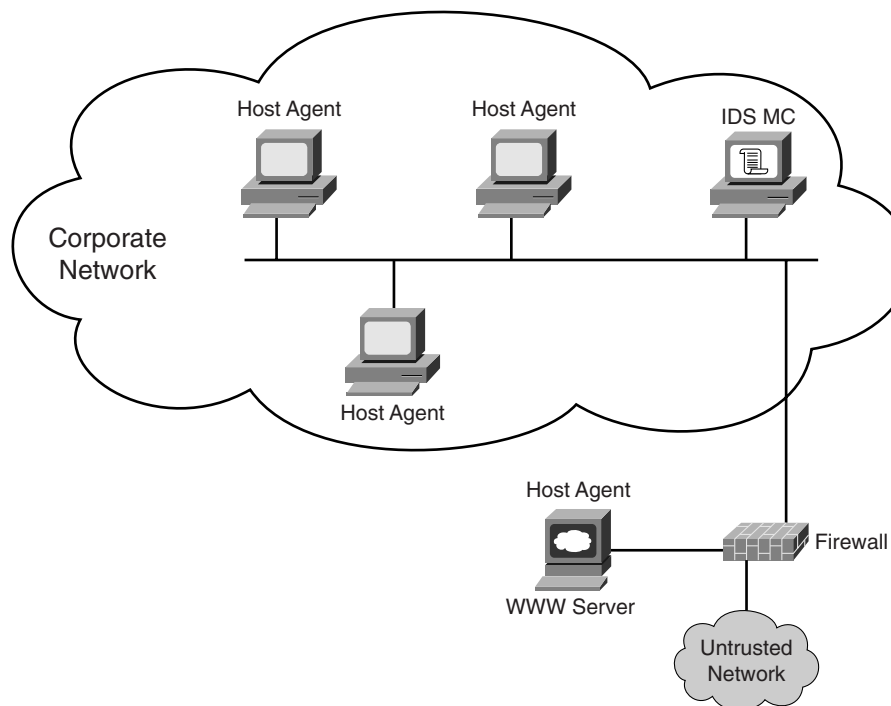 Host Agent
Host Agent
IDS MC
Corporate
Network
Host Agent
Host Agent
Firewall
WWW Server
Untrusted
Network